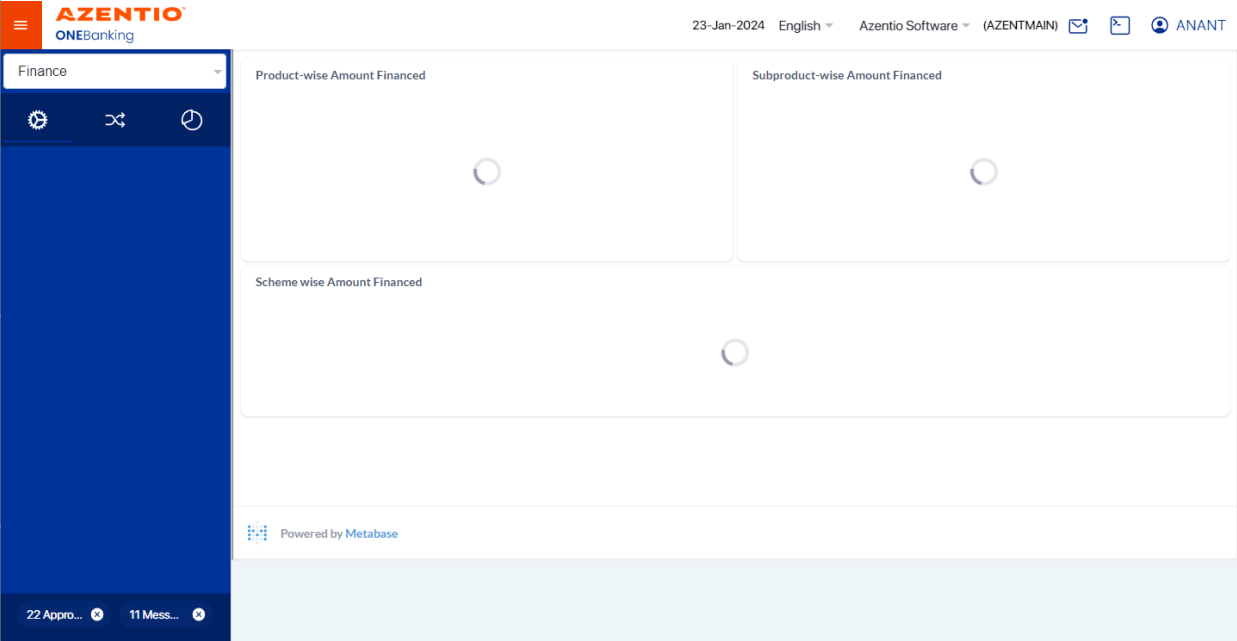 AZENTIO™
ONEBanking
23-Jan-2024 English Azentio Software (AZENTMAIN) ANANT
Finance
Product-wise Amount Financed
Subproduct-wise Amount Financed
Scheme wise Amount Financed
Powered by Metabase
22 Appro... 11 Mess...